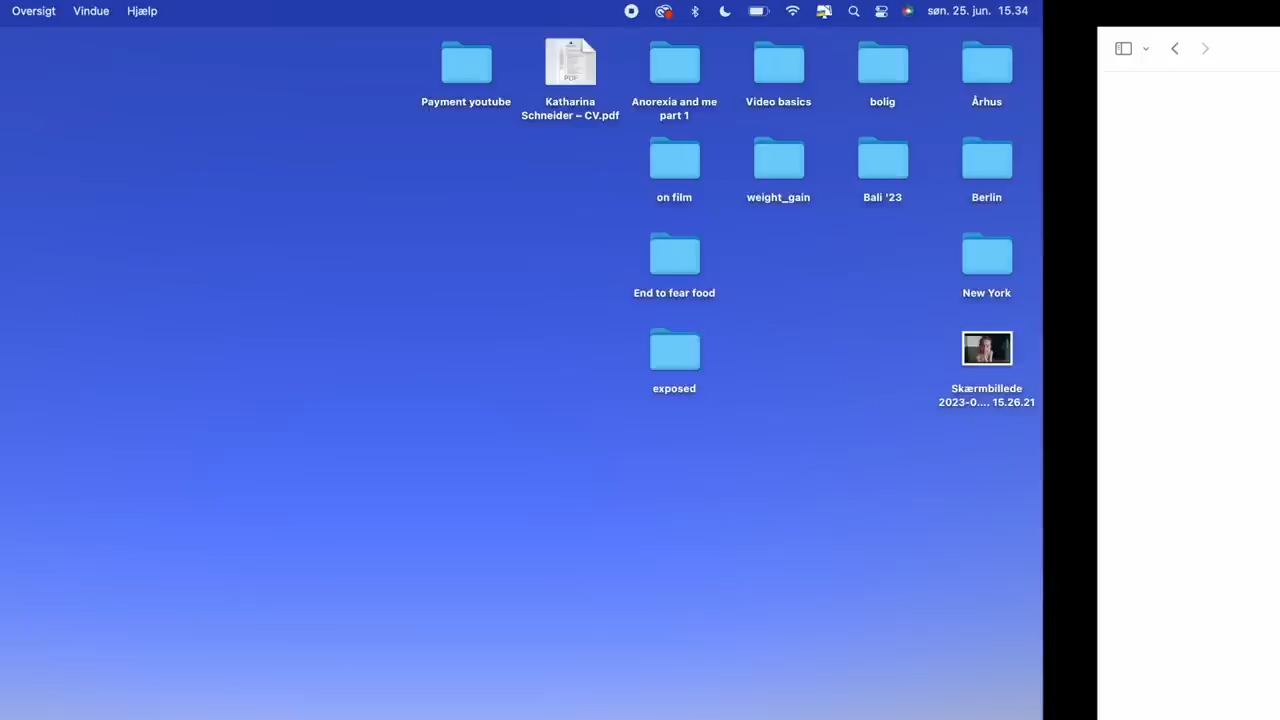 Oversigt Vindue Hjælp søn. 25. jun. 15.34
PDF
Payment youtube
Katharina
Schneider – CV.pdf
Anorexia and me
part 1
Video basics
bolig
Århus
on film
weight_gain
Bali '23
Berlin
End to fear food
New York
exposed
Skærmbillede
2023-0.... 15.26.21